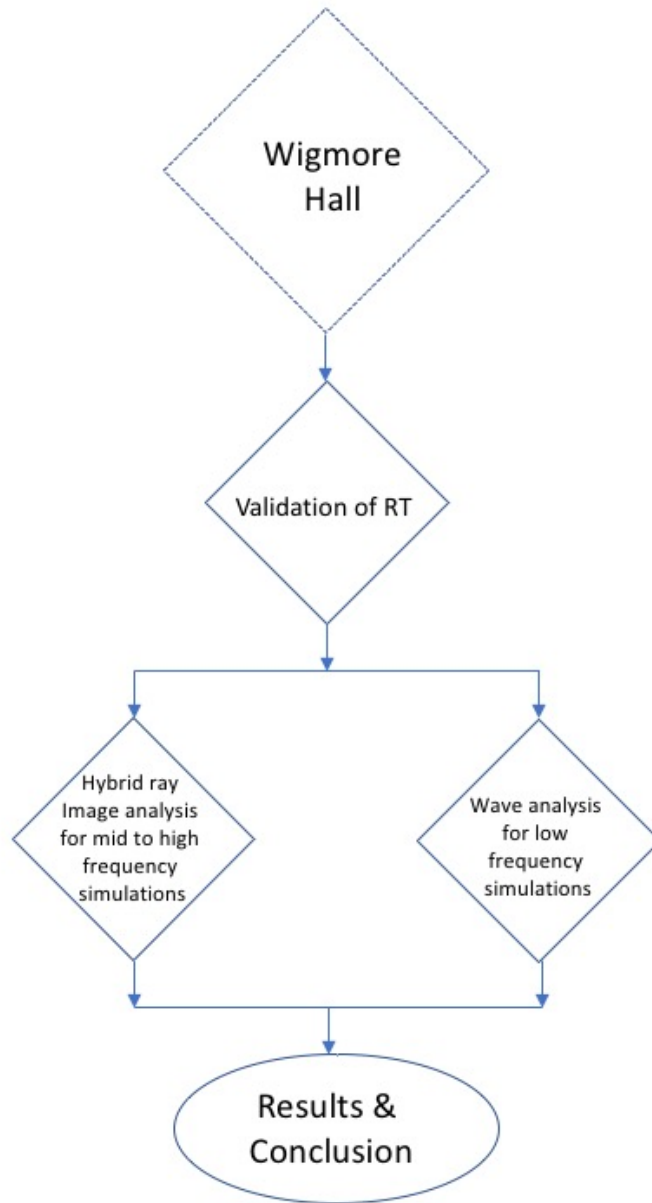 Wigmore
Hall
Validation of RT
Hybrid ray
Image analysis
for mid to high
frequency
simulations
Wave analysis
for low
frequency
simulations
Results &
Conclusion